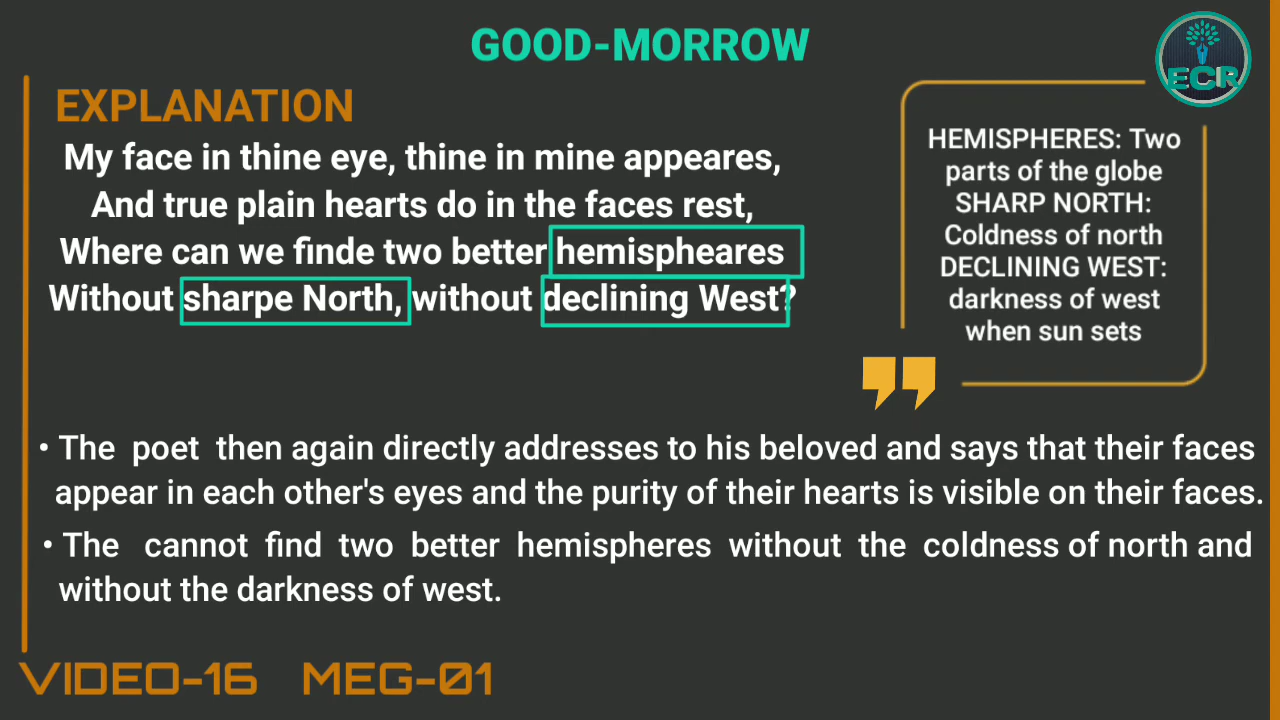 GOOD-MORROW
ECR
EXPLANATION
My face in thine eye, thine in mine appeares,
And true plain hearts do in the faces rest,
Where can we finde two better hemispheares
Without sharpe North, without declining West?
HEMISPHERES: Two
parts of the globe
SHARP NORTH:
Coldness of north
DECLINING WEST:
darkness of west
when sun sets
• The poet then again directly addresses to his beloved and says that their faces
appear in each other's eyes and the purity of their hearts is visible on their faces.
• The cannot find two better hemispheres without the coldness of north and
without the darkness of west.
VIDEO-16 MEG-01